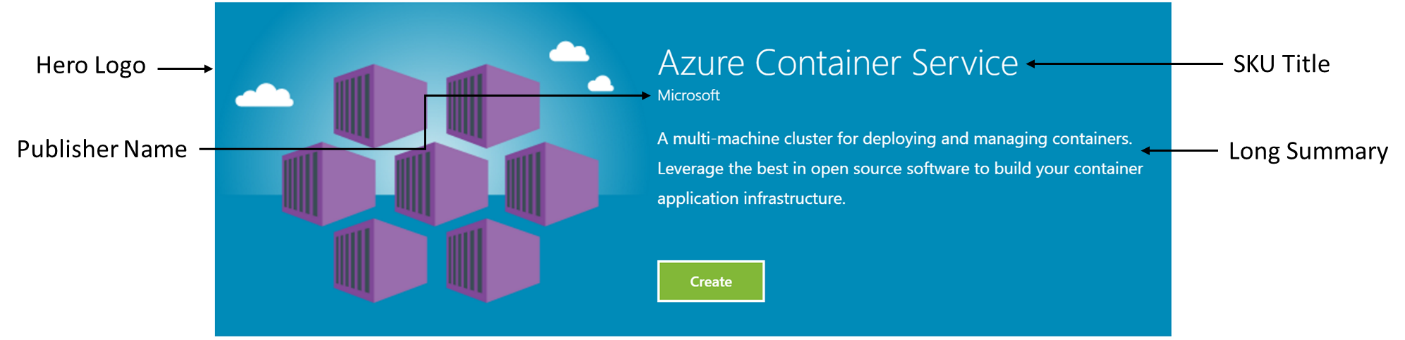 Hero Logo
Publisher Name
Azure Container Service
Microsoft
A multi-machine cluster for deploying and managing containers.
Leverage the best in open source software to build your container
application infrastructure.
Create
SKU Title
Long Summary